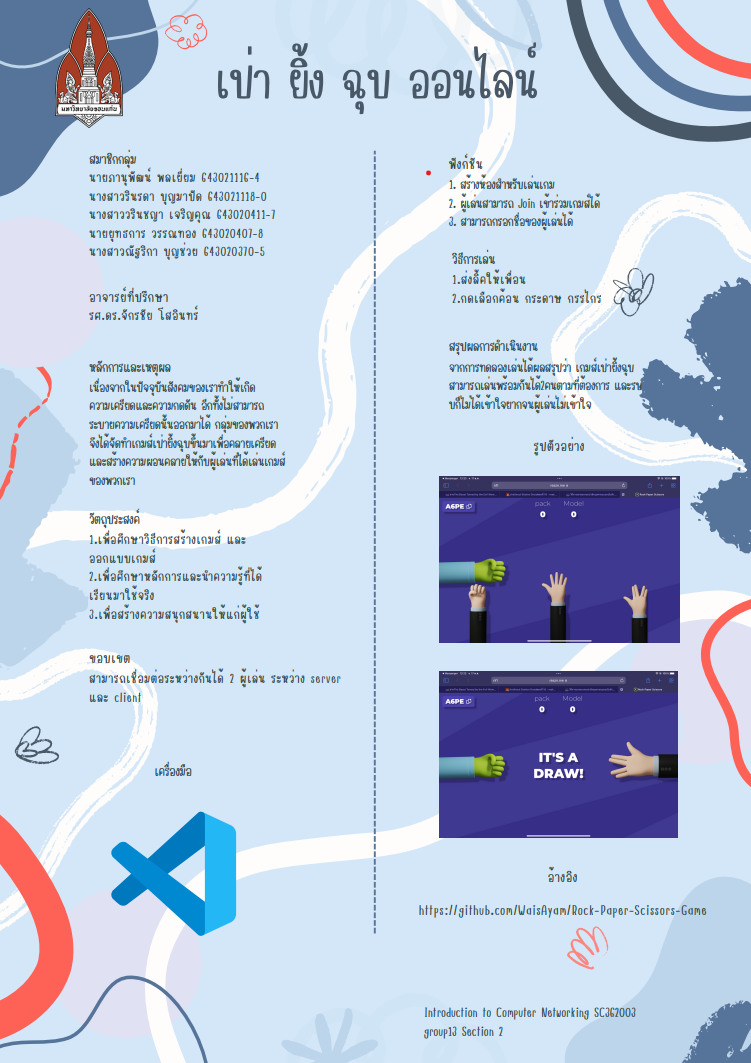 มหาวิทยาลัยขอนแก่น
เป่า ยิ้ง ฉุบ ออนไลน์
สมาชิกกลุ่ม
นายภานุพัฒน์ พลเยี่ยม 643021116-4
นางสาวรินรดา บุญมาปัด 643021118-0
นางสาววรินชญา เจริญคุณ 643020411-7
นายยุทธการ วรรณทอง 643020407-8
นางสาวณัฐริกา บุญช่วย 643020370-5
อาจารย์ที่ปรึกษา
รศ.ดร.จักรชัย โสอินทร์
หลักการและเหตุผล
เนื่องจากในปัจจุบันสังคมของเราทำให้เกิด
ความเครียดและความกดดัน อีกทั้งไม่สามารถ
ระบายความเครียดนั้นออกมาได้ กลุ่มของพวกเรา
จึงได้จัดทำเกมส์เป่ายิ้งฉุบขึ้นมาเพื่อคลายเครียด
และสร้างความผอนคลายให้กับผู้เล่นที่ได้เล่นเกมส์
ของพวกเรา
วัตถุประสงค์
1.เพื่อศึกษาวิธีการสร้างเกมส์ และ
ออกแบบเกมส์
2.เพื่อศึกษาหลักการและนำความรู้ที่ได้
เรียนมาใช้จริง
3.เพื่อสร้างความสนุกสนานให้แก่ผู้ใช้
ขอบเขต
สามารถเชื่อมต่อระหว่างกันได้ 2 ผู้เล่น ระหว่าง server
และ client
เครื่องมือ
ฟังก์ชัน
1. สร้างห้องสำหรับเล่นเกม
2. ผู้เล่นสามารถ Join เข้าร่วมเกมส์ได้
3. สามารถกรอกชื่อของผู้เล่นได้
วิธีการเล่น
1.ส่งลิ้คให้เพื่อน
2.กดเลือกค้อน กระดาษ กรรไกร
สรุปผลการดำเนินงาน
จากการทดลองเล่นได้ผลสรุปว่า เกมส์เป่ายิ้งฉุบ
สามารถเล่นพร้อมกันได้2คนตามที่ต้องการ และระบ
บก็ไม่ได้เข้าใจยากจนผู้เล่นไม่เข้าใจ
รูปตัวอย่าง
A6PE
pack Model
0 0
A6PE
pack Model
0 0
IT'S A
DRAW!
อ้างอิง
https://github.com/WaisAyam/Rock-Paper-Scissors-Game
Introduction to Computer Networking SC362003
group13 Section 2